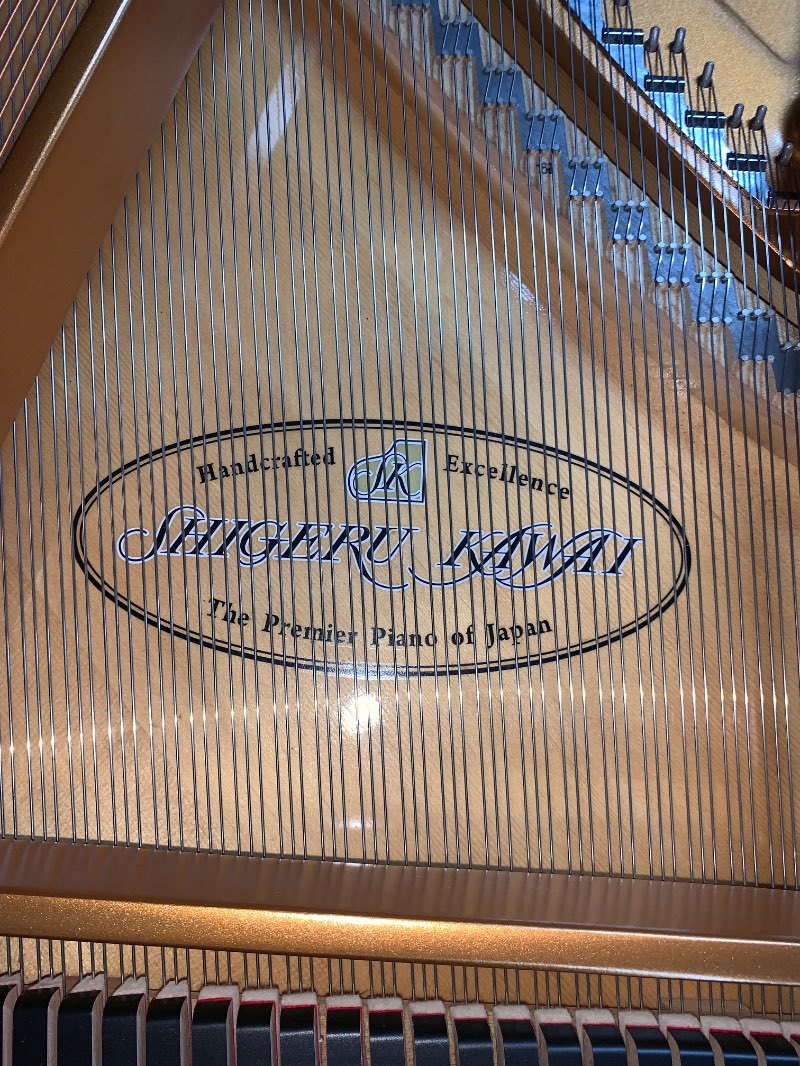 Handcrafted SK Excellence
SHIGERU KAWAI
The Premier Piano of Japan